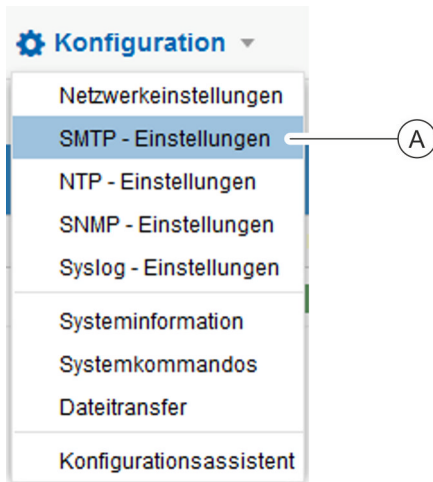 Konfiguration
Netzwerkeinstellungen
SMTP - Einstellungen
A
NTP - Einstellungen
SNMP - Einstellungen
Syslog - Einstellungen
Systeminformation
Systemkommandos
Dateitransfer
Konfigurationsassistent